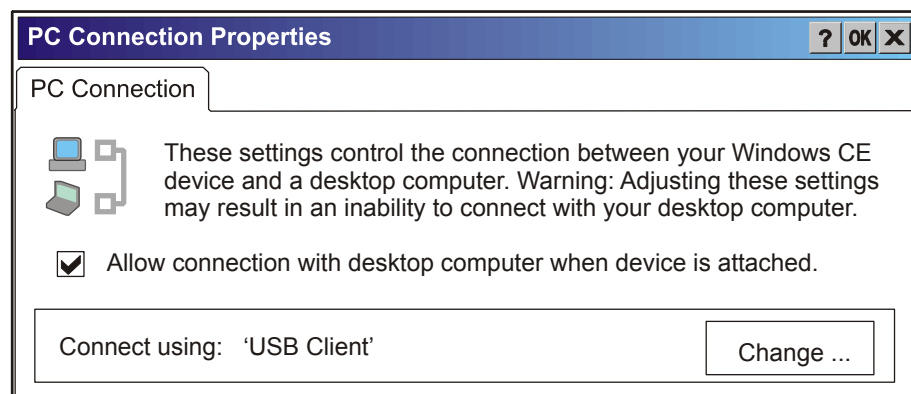 PC Connection Properties
? OK X
PC Connection
These settings control the connection between your Windows CE
device and a desktop computer. Warning: Adjusting these settings
may result in an inability to connect with your desktop computer.
Allow connection with desktop computer when device is attached.
Connect using: ‘USB Client’
Change ...